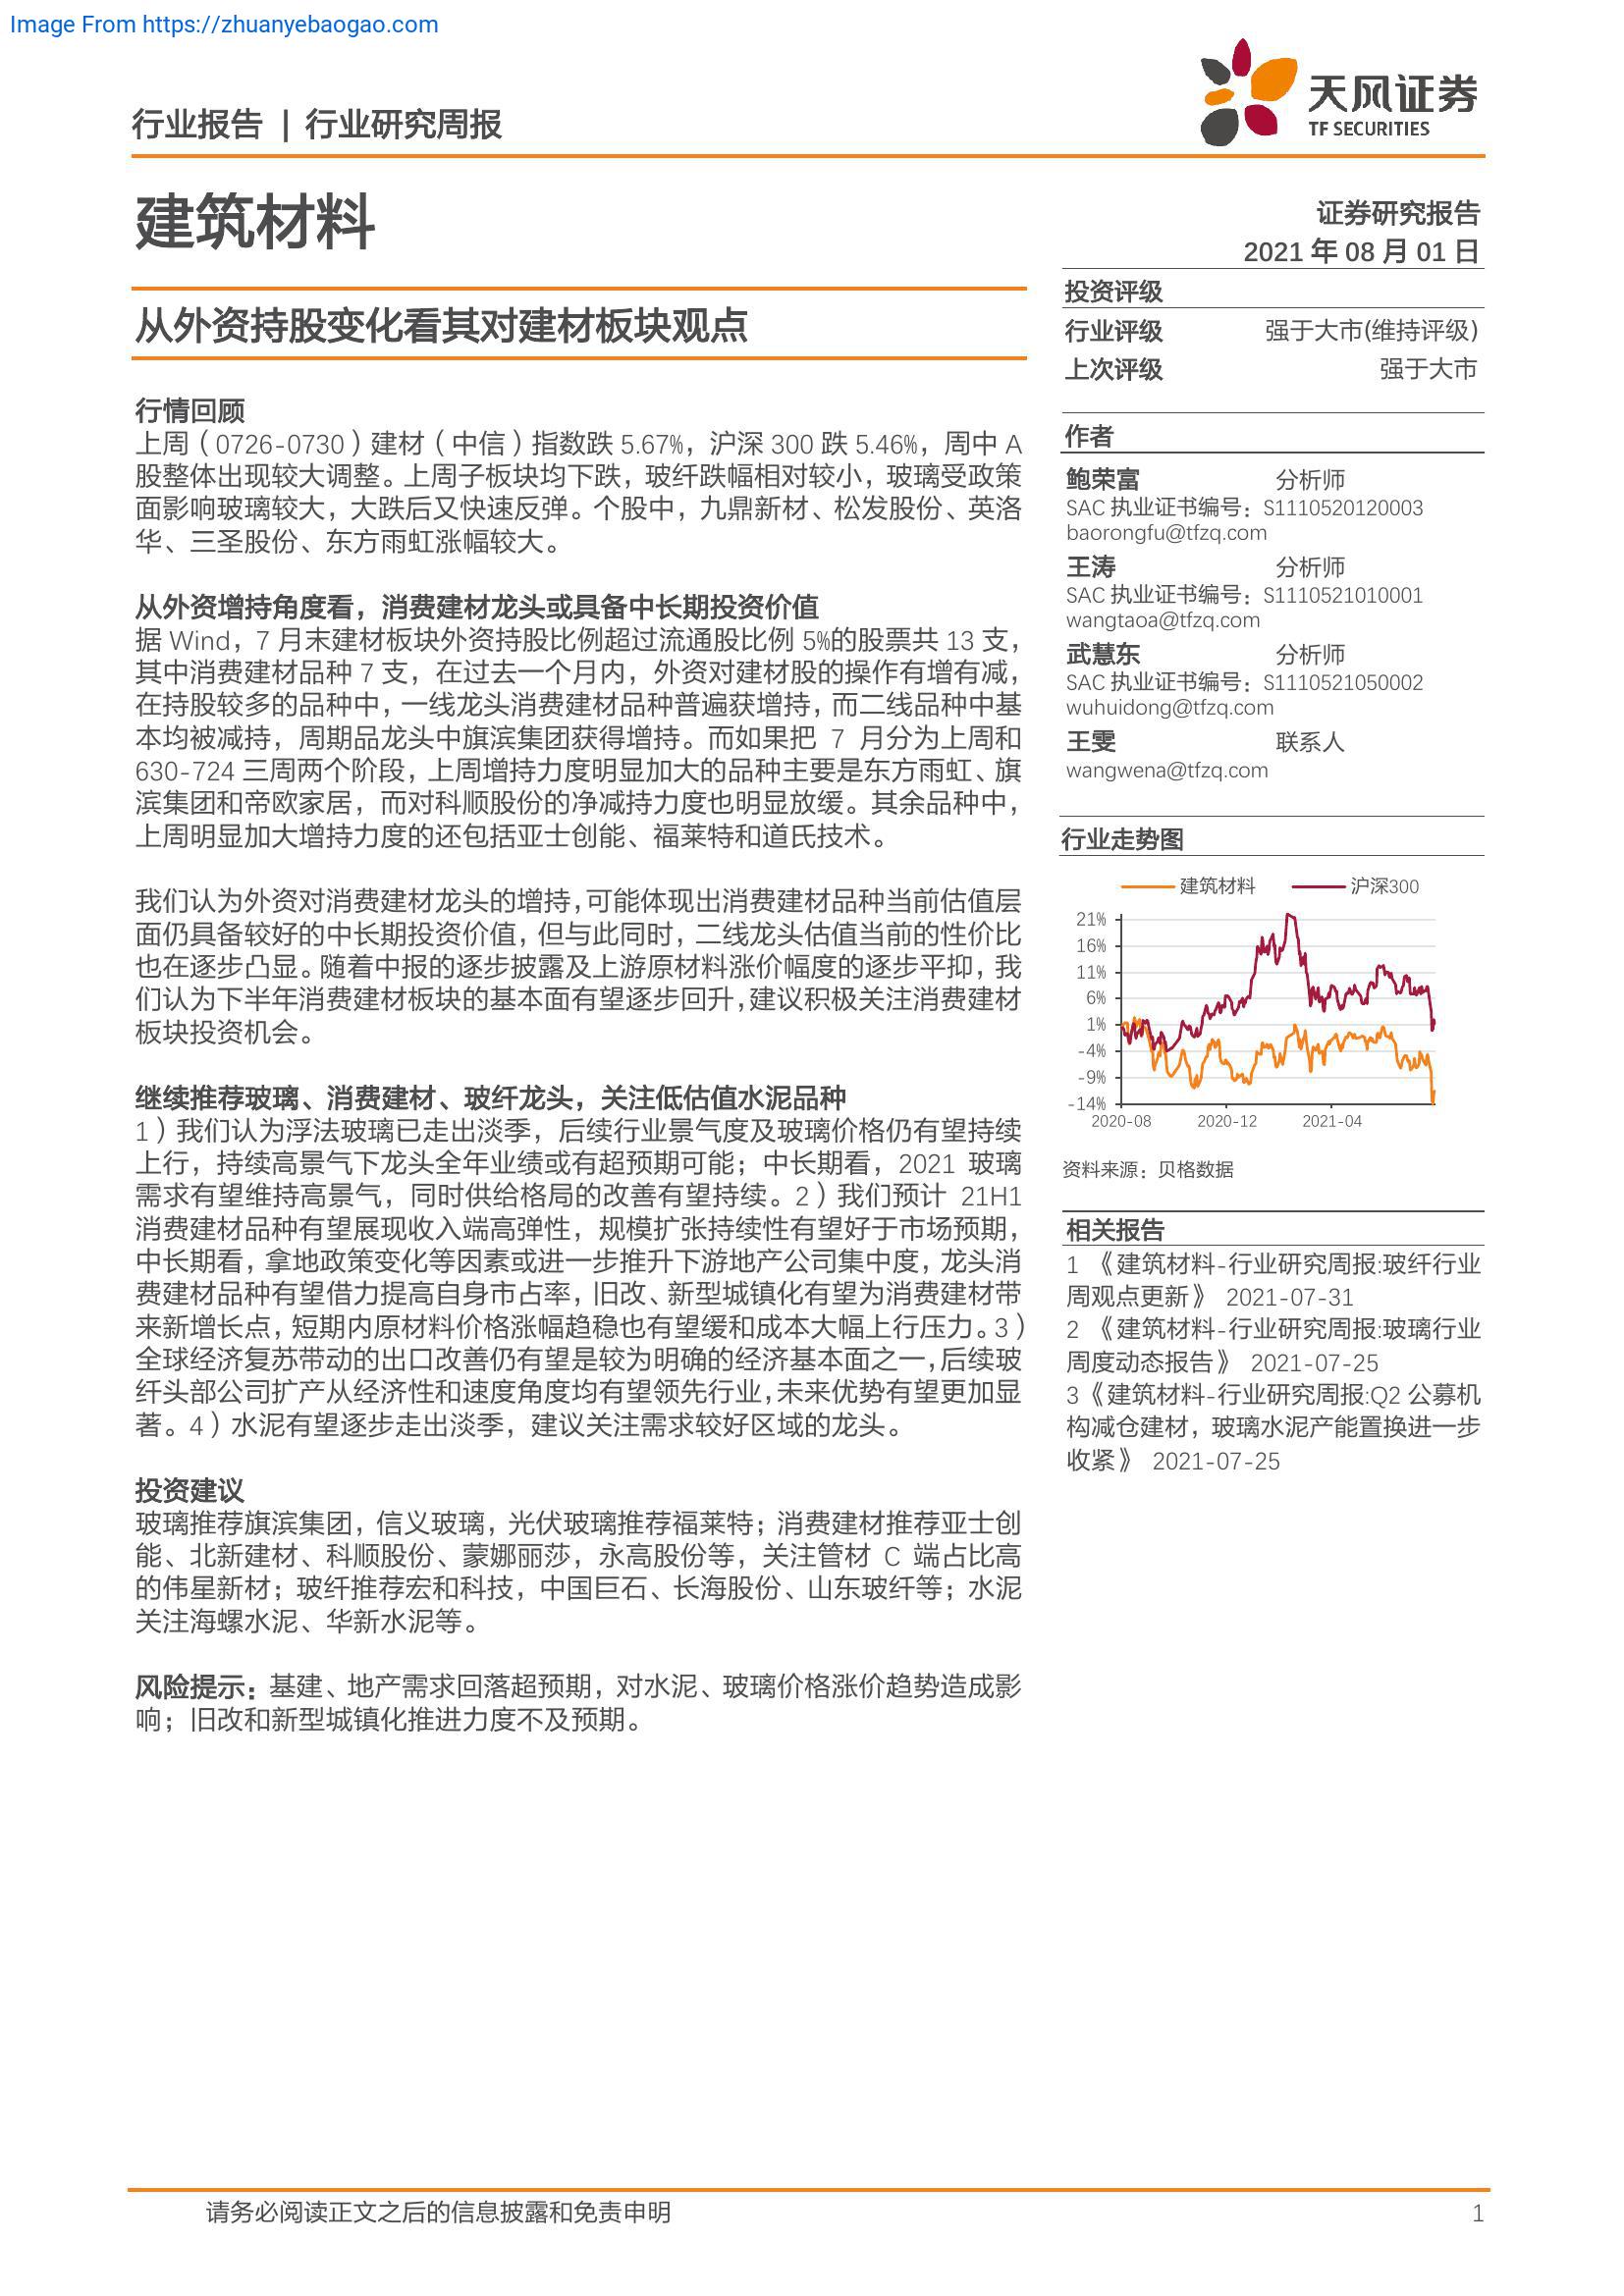 Image From https://zhuanyebaogao.com
行业报告 | 行业研究周报
天风证券
TF SECURITIES
建筑材料
证券研究报告
2021 年 08 月 01 日
从外资持股变化看其对建材板块观点
行情回顾
上周（0726-0730）建材（中信）指数跌 5.67%，沪深 300 跌 5.46%，周中 A
股整体出现较大调整。上周子板块均下跌，玻纤跌幅相对较小，玻璃受政策
面影响玻璃较大，大跌后又快速反弹。个股中，九鼎新材、松发股份、英洛
华、三圣股份、东方雨虹涨幅较大。
从外资增持角度看，消费建材龙头或具备中长期投资价值
据 Wind，7 月末建材板块外资持股比例超过流通股比例 5%的股票共 13 支，
其中消费建材品种 7 支，在过去一个月内，外资对建材股的操作有增有减，
在持股较多的品种中，一线龙头消费建材品种普遍获增持，而二线品种中基
本均被减持，周期品龙头中旗滨集团获得增持。而如果把 7 月分为上周和
630-724 三周两个阶段，上周增持力度明显加大的品种主要是东方雨虹、旗
滨集团和帝欧家居，而对科顺股份的净减持力度也明显放缓。其余品种中，
上周明显加大增持力度的还包括亚士创能、福莱特和道氏技术。
我们认为外资对消费建材龙头的增持，可能体现出消费建材品种当前估值层
面仍具备较好的中长期投资价值，但与此同时，二线龙头估值当前的性价比
也在逐步凸显。随着中报的逐步披露及上游原材料涨价幅度的逐步平抑，我
们认为下半年消费建材板块的基本面有望逐步回升，建议积极关注消费建材
板块投资机会。
继续推荐玻璃、消费建材、玻纤龙头，关注低估值水泥品种
1）我们认为浮法玻璃已走出淡季，后续行业景气度及玻璃价格仍有望持续
上行，持续高景气下龙头全年业绩或有超预期可能；中长期看，2021 玻璃
需求有望维持高景气，同时供给格局的改善有望持续。2）我们预计 21H1
消费建材品种有望展现收入端高弹性，规模扩张持续性有望好于市场预期，
中长期看，拿地政策变化等因素或进一步推升下游地产公司集中度，龙头消
费建材品种有望借力提高自身市占率，旧改、新型城镇化有望为消费建材带
来新增长点，短期内原材料价格涨幅趋稳也有望缓和成本大幅上行压力。3）
全球经济复苏带动的出口改善仍有望是较为明确的经济基本面之一，后续玻
纤头部公司扩产从经济性和速度角度均有望领先行业，未来优势有望更加显
著。4）水泥有望逐步走出淡季，建议关注需求较好区域的龙头。
投资建议
玻璃推荐旗滨集团，信义玻璃，光伏玻璃推荐福莱特；消费建材推荐亚士创
能、北新建材、科顺股份、蒙娜丽莎，永高股份等，关注管材 C 端占比高
的伟星新材；玻纤推荐宏和科技，中国巨石、长海股份、山东玻纤等；水泥
关注海螺水泥、华新水泥等。
风险提示：基建、地产需求回落超预期，对水泥、玻璃价格涨价趋势造成影
响；旧改和新型城镇化推进力度不及预期。
投资评级
行业评级 强于大市(维持评级)
上次评级 强于大市
作者
鲍荣富 分析师
SAC 执业证书编号：S1110520120003
baorongfu@tfzq.com
王涛 分析师
SAC 执业证书编号：S1110521010001
wangtaoa@tfzq.com
武慧东 分析师
SAC 执业证书编号：S1110521050002
wuhuidong@tfzq.com
王雯 联系人
wangwena@tfzq.com
行业走势图
建筑材料 沪深300
21%
16%
11%
6%
1%
-4%
-9%
-14%
2020-08 2020-12 2021-04
资料来源：贝格数据
相关报告
1 《建筑材料-行业研究周报:玻纤行业
周观点更新》 2021-07-31
2 《建筑材料-行业研究周报:玻璃行业
周度动态报告》 2021-07-25
3《建筑材料-行业研究周报:Q2 公募机
构减仓建材，玻璃水泥产能置换进一步
收紧》 2021-07-25
请务必阅读正文之后的信息披露和免责申明 1